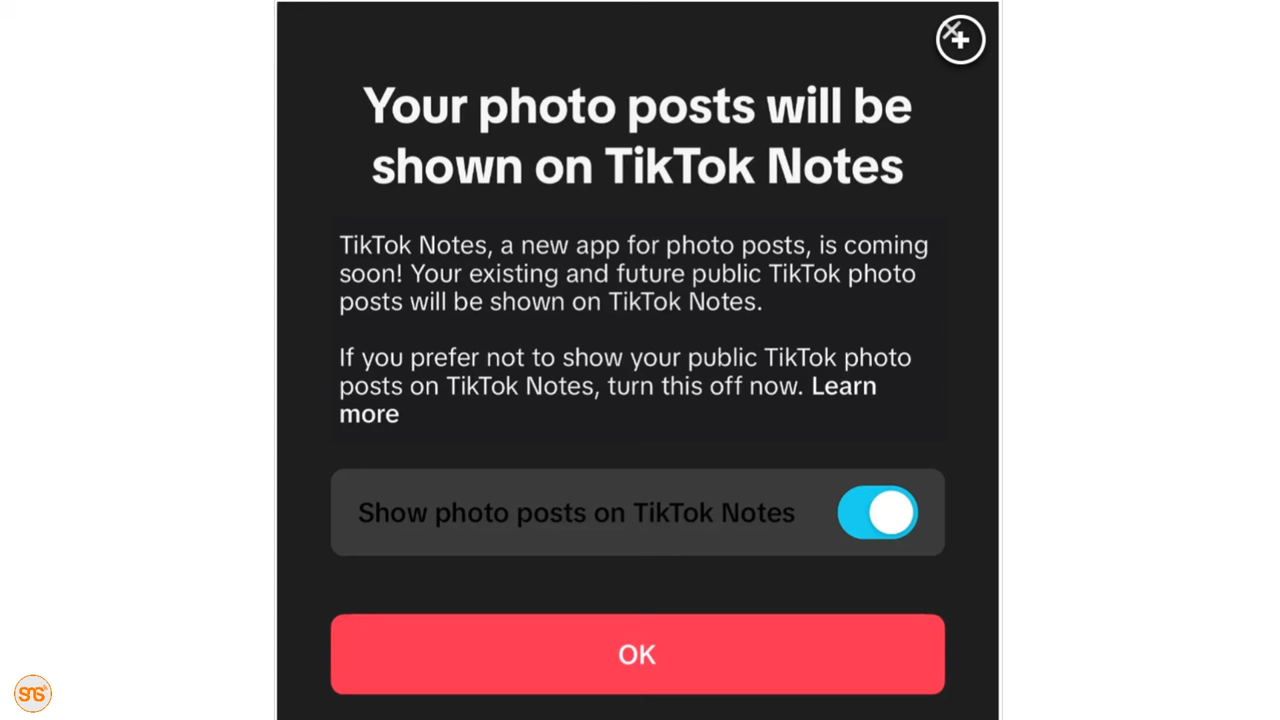 Your photo posts will be
shown on TikTok Notes
TikTok Notes, a new app for photo posts, is coming
soon! Your existing and future public TikTok photo
posts will be shown on TikTok Notes.
If you prefer not to show your public TikTok photo
posts on TikTok Notes, turn this off now. Learn
more
Show photo posts on TikTok Notes
OK
SNS